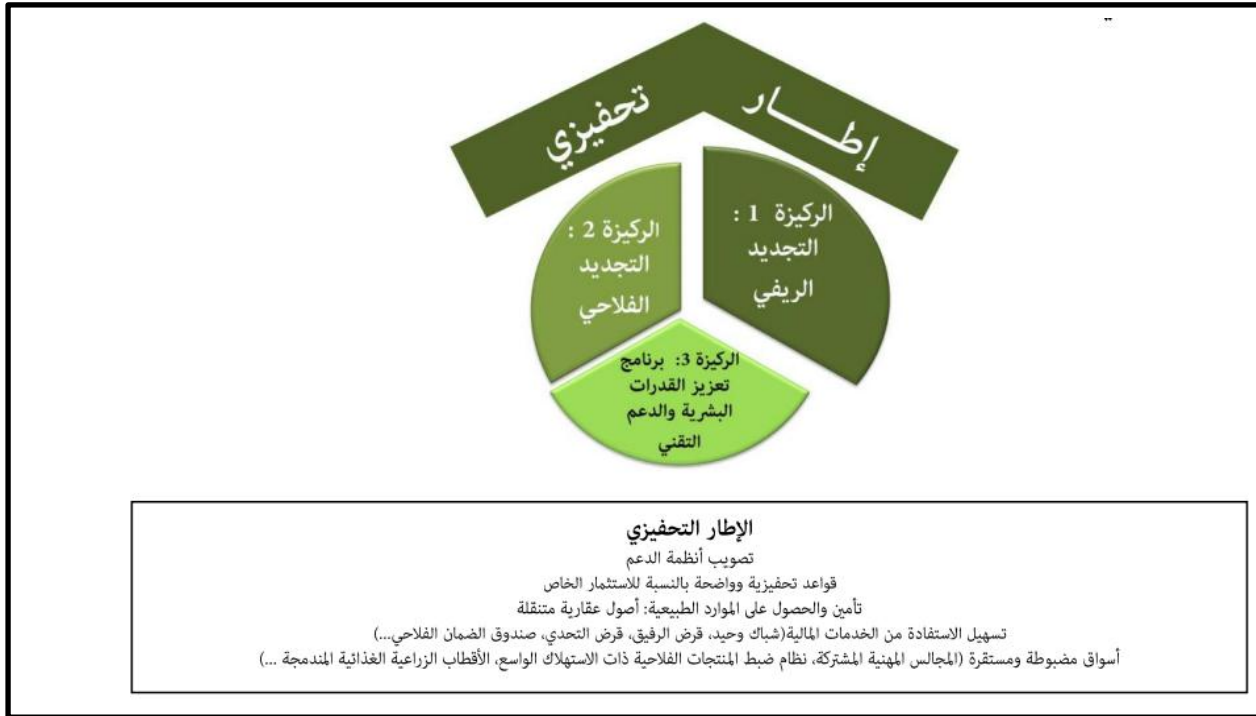 إطــــار تحفيزي
الركيزة 1 :
التجديد
الريفي
الركيزة 2 :
التجديد
الفلاحي
الركيزة 3: برنامج
تعزيز القدرات
البشرية والدعم
التقني
الإطار التحفيزي
تصويب أنظمة الدعم
قواعد تحفيزية وواضحة بالنسبة للاستثمار الخاص
تأمين والحصول على الموارد الطبيعية: أصول عقارية متنقلة
تسهيل الاستفادة من الخدمات المالية(شباك وحيد، قرض الرفيق، قرض التحدي، صندوق الضمان الفلاحي...)
أسواق مضبوطة ومستقرة (المجالس المهنية المشتركة، نظام ضبط المنتجات الفلاحية ذات الاستهلاك الواسع، الأقطاب الزراعية الغذائية المندمجة ...)